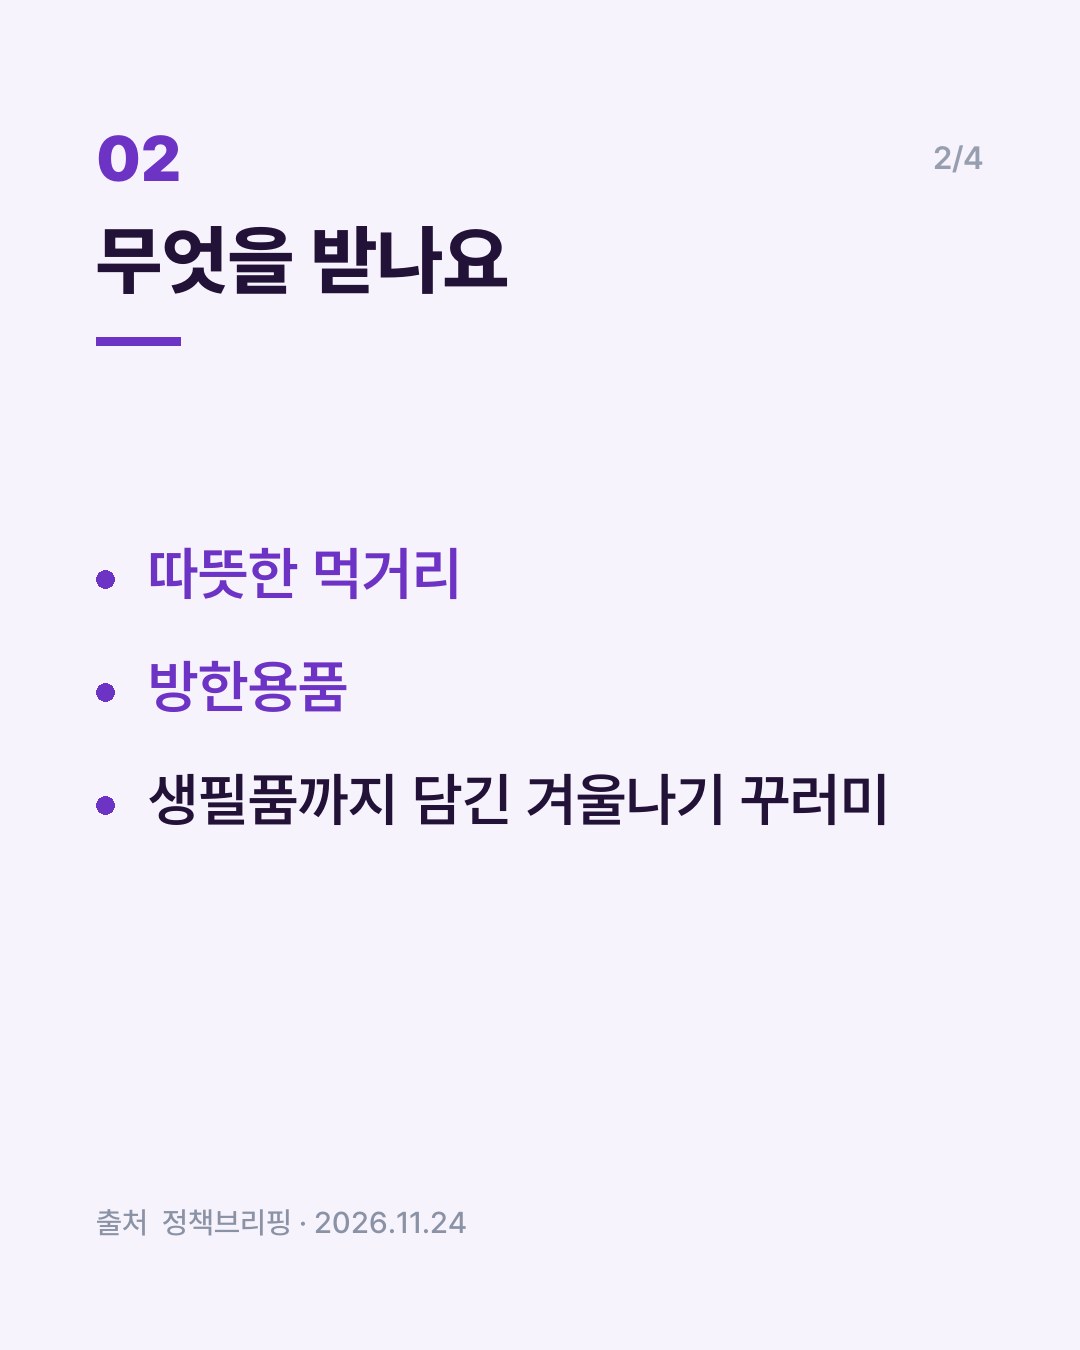 02
2/4
무엇을 받나요
• 따뜻한 먹거리
• 방한용품
• 생필품까지 담긴 겨울나기 꾸러미
출처 정책브리핑 · 2026.11.24